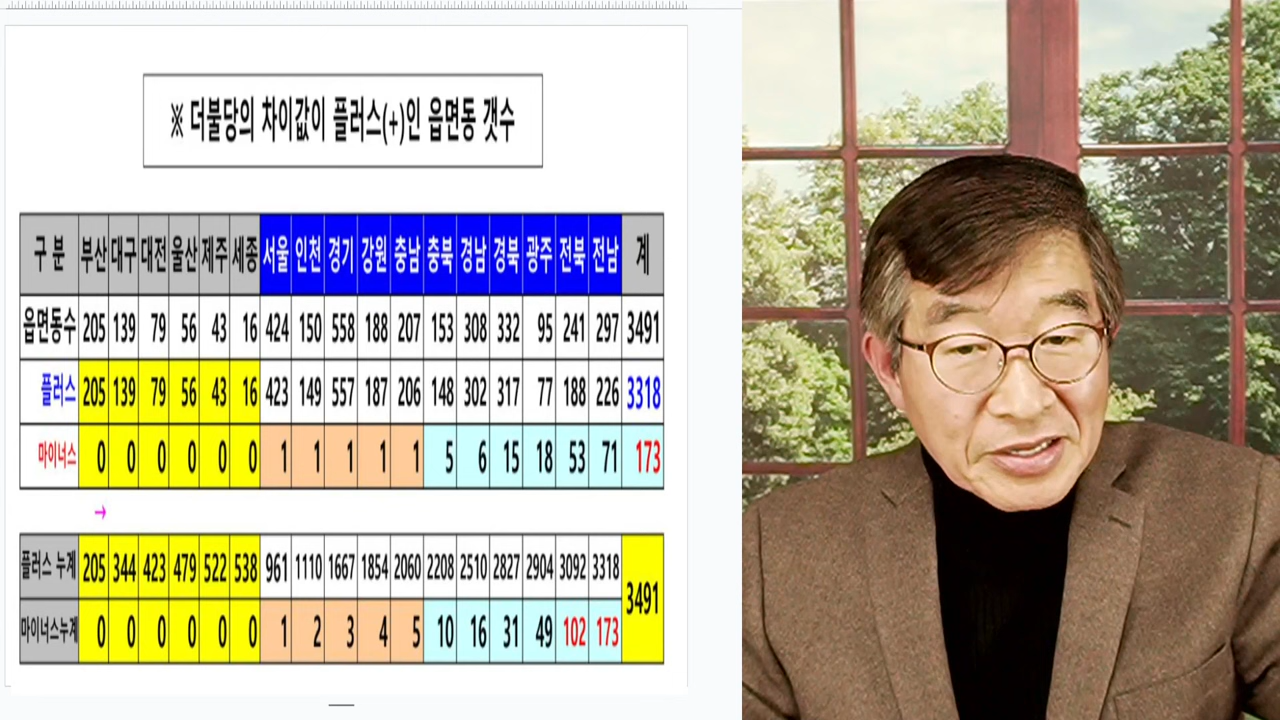 ※ 더불당의 차이값이 플러스(+)인 읍면동 갯수
구 분 부산 대구 대전 울산 제주 세종 서울 인천 경기 강원 충남 충북 경남 경북 광주 전북 전남 계
읍면동수 205 139 79 56 43 16 424 150 558 188 207 153 308 332 95 241 297 3491
플러스 205 139 79 56 43 16 423 149 557 187 206 148 302 317 77 188 226 3318
마이너스 0 0 0 0 0 0 1 1 1 1 1 5 6 15 18 53 71 173
→
플러스 누계 205 344 423 479 522 538 961 1110 1667 1854 2060 2208 2510 2827 2904 3092 3318 3491
마이너스누계 0 0 0 0 0 0 1 2 3 4 5 10 16 31 49 102 173